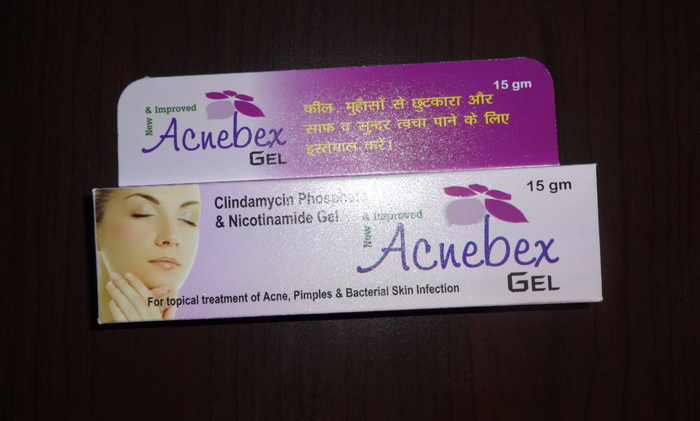 15 gm
New & Improved
Acnebex
GEL
कील, मुहाँसों से छुटकारा और
साफ व सुन्दर त्वचा पाने के लिए
इस्तेमाल करें।
15 gm
Clindamycin Phosphate
& Nicotinamide Gel
New & Improved
Acnebex
GEL
For topical treatment of Acne, Pimples & Bacterial Skin Infection